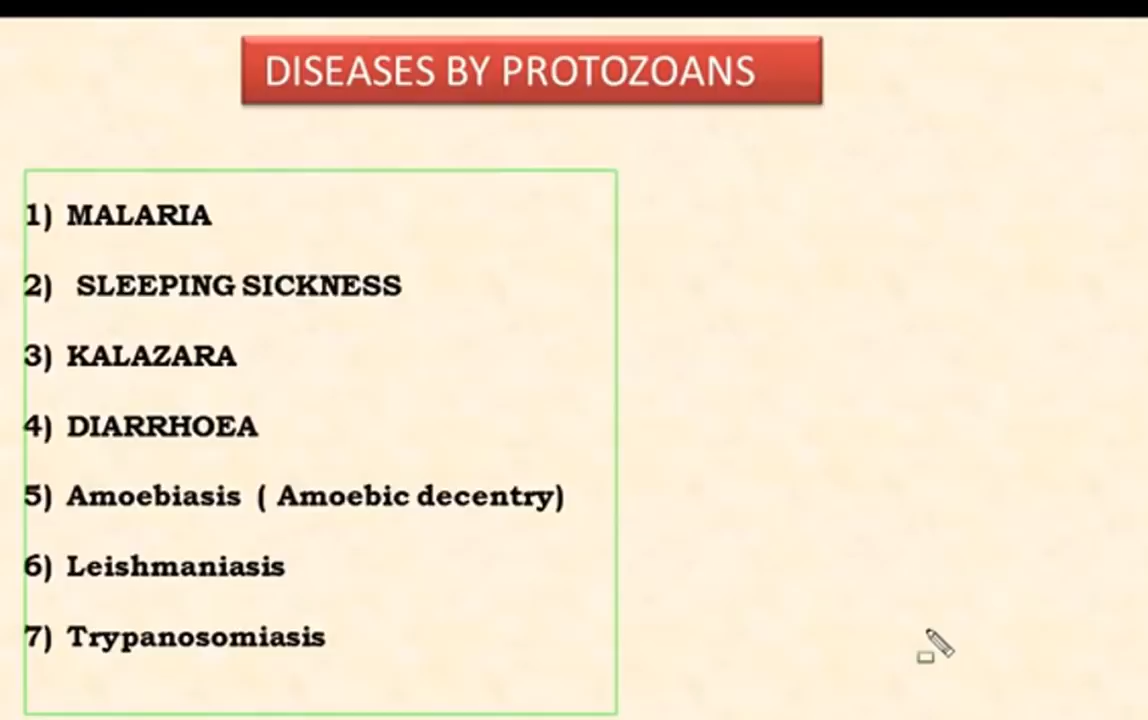 DISEASES BY PROTOZOANS
1) MALARIA
2) SLEEPING SICKNESS
3) KALAZARA
4) DIARRHOEA
5) Amoebiasis ( Amoebic decentry)
6) Leishmaniasis
7) Trypanosomiasis